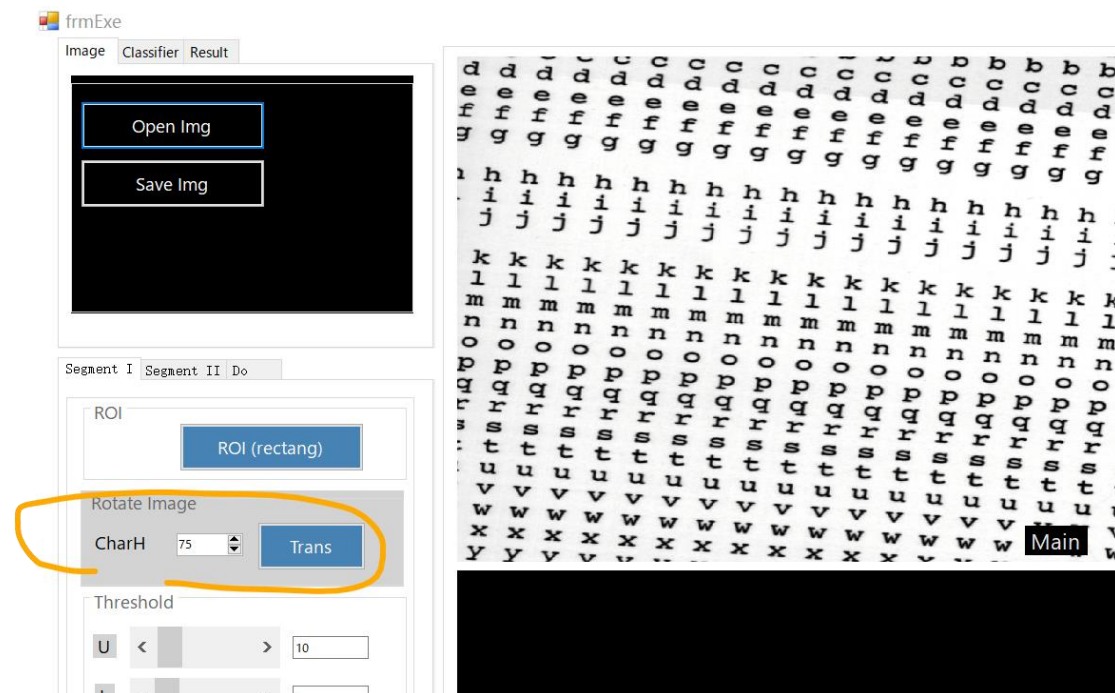 frmExe
Image Classifier Result
Open Img
Save Img
b b b b b
c c c c c c c c c c c c c c
d d d d d d d d d d d d d d d d d d
e e e e e e e e e e e e e e e e e e
f f f f f f f f f f f f f f f f f f
g g g g g g g g g g g g g g g g g
h h h h h h h h h h h h h h h h h
i i i i i i i i i i i i i i i i i
j j j j j j j j j j j j j j j j j
k k k k k k k k k k k k k k k k k
l l l l l l l l l l l l l l l l l l
m m m m m m m m m m m m m m m m m m
n n n n n n n n n n n n n n n n n n
o o o o o o o o o o o o o o o o o o
p p p p p p p p p p p p p p p p p p
q q q q q q q q q q q q q q q q q q
r r r r r r r r r r r r r r r r r
s s s s s s s s s s s s s s s s s
t t t t t t t t t t t t t t t t t
u u u u u u u u u u u u u u u u u
v v v v v v v v v v v v v v
w w w w w w w w w w w w w w w
x x x x x x x x x x x x
y y
Main
Segment I Segment II Do
ROI
ROI (rectang)
Rotate Image
CharH 75 Trans
Threshold
U 10